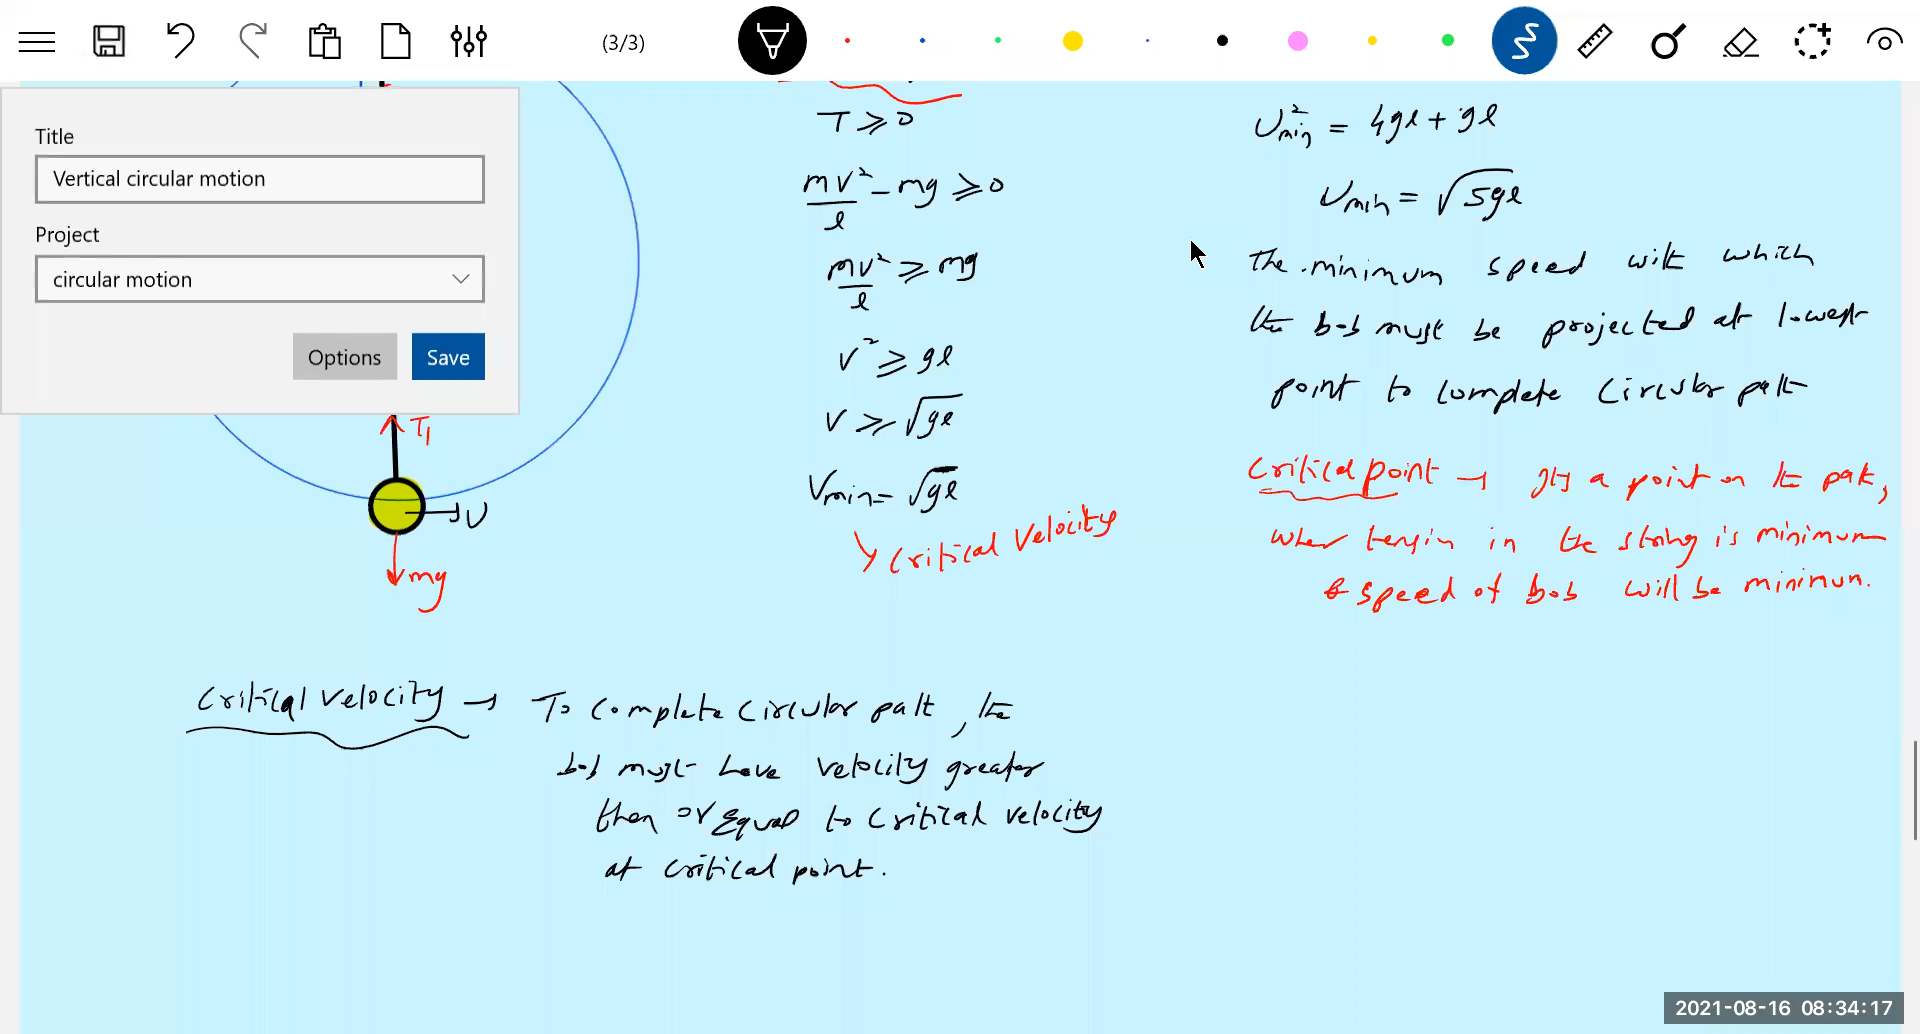 (3/3)
Title
Vertical circular motion
Project
circular motion
Options Save
T₁
U
mg
T ⩾ 0
mv²/l - mg ⩾ 0
mv²/l ⩾ mg
v² ⩾ gl
v ⩾ √gl
Vmin = √gl
Critical Velocity
U²min = 4gl + gl
Umin = √5gl
The minimum speed with which
the bob must be projected at lowest
point to complete circular path
Critical point → Its a point on the path,
when tension in the string is minimum
& speed of bob will be minimum.
Critical velocity → To complete circular path, the
bob must have velocity greater
then or Equal to critical velocity
at critical point.
2021-08-16 08:34:17